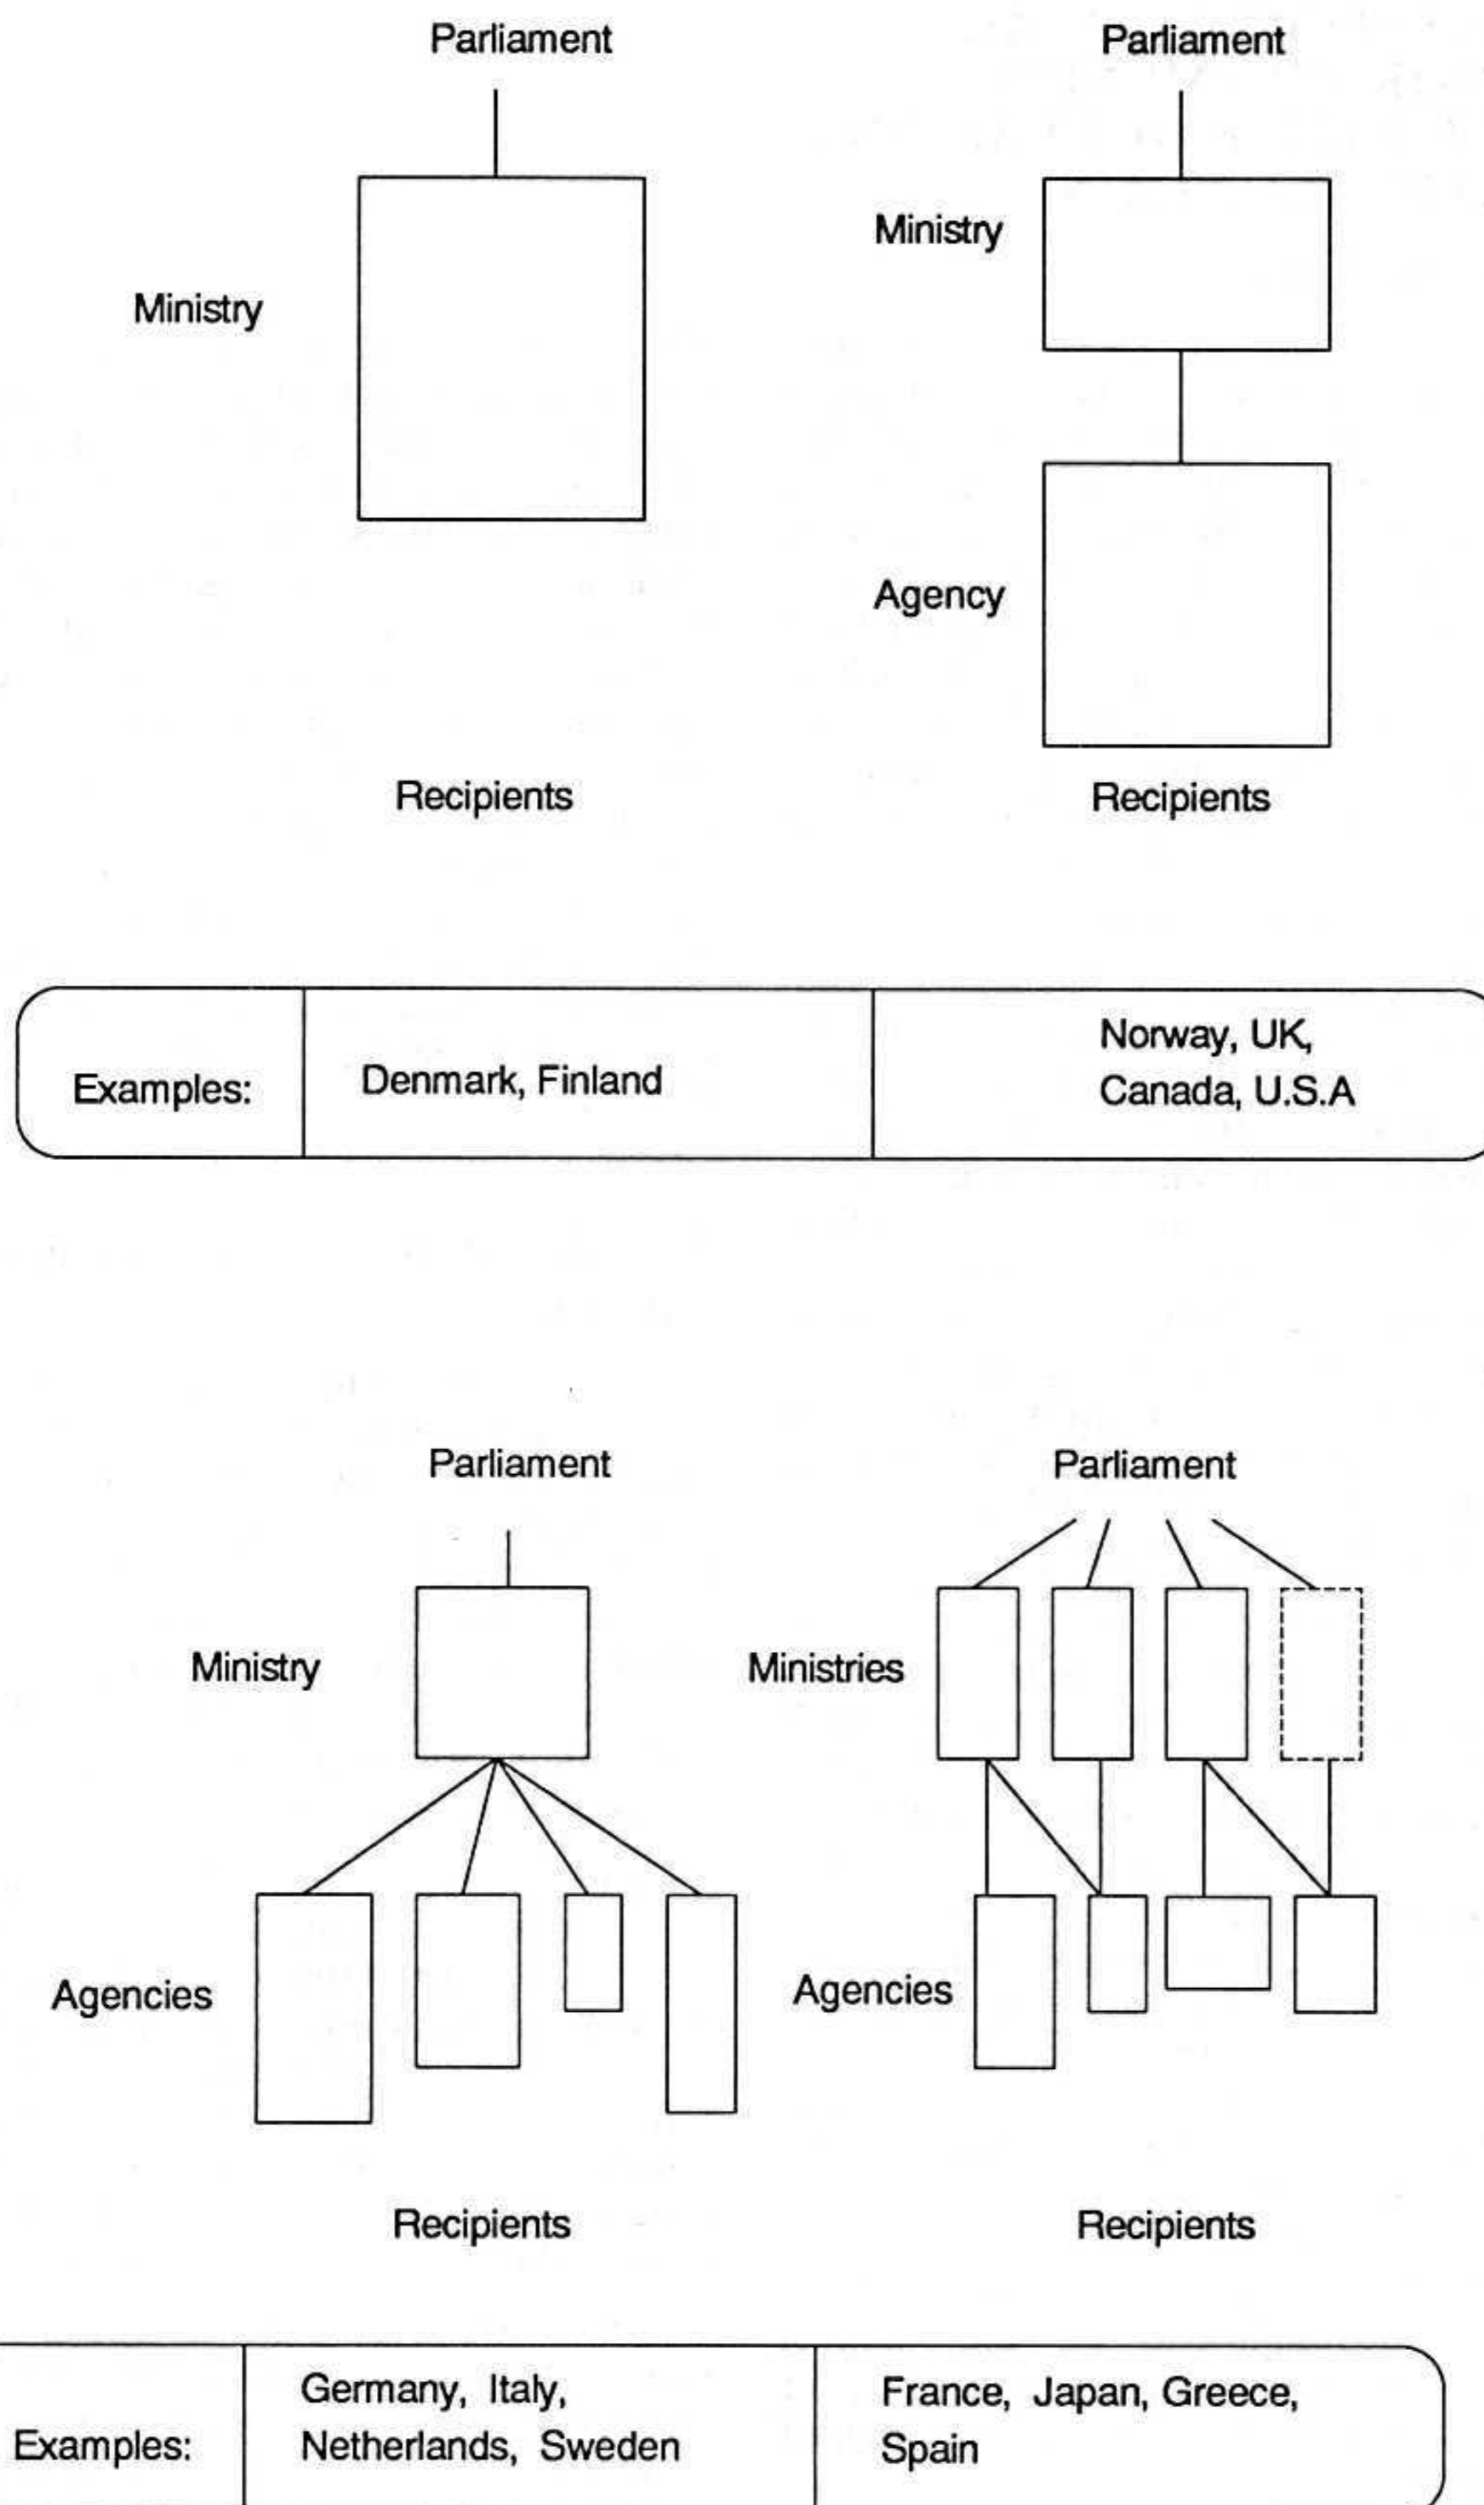 Parliament
Parliament
Ministry
Ministry
Agency
Recipients
Recipients
Examples:
Denmark, Finland
Norway, UK,
Canada, U.S.A
Parliament
Parliament
Ministry
Ministries
Agencies
Agencies
Recipients
Recipients
Examples:
Germany, Italy,
Netherlands, Sweden
France, Japan, Greece,
Spain